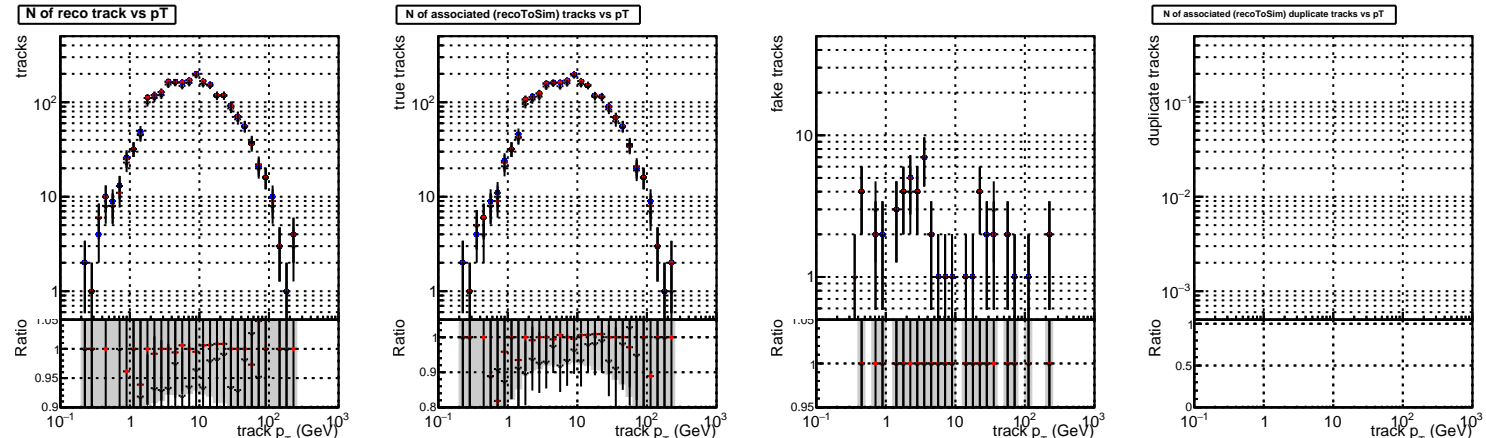 N of reco track vs pT
tracks
10²
10
1
Ratio
1.05
1
0.95
0.9
10⁻¹ 1 10 10² 10³
track p_T (GeV)
N of associated (recoToSim) tracks vs pT
true tracks
10²
10
1
Ratio
1
0.9
0.8
10⁻¹ 1 10 10² 10³
track p_T (GeV)
fake tracks
10
1
Ratio
1.05
1
0.95
10⁻¹ 1 10 10² 10³
track p_T (GeV)
N of associated (recoToSim) duplicate tracks vs pT
duplicate tracks
10⁻¹
10⁻²
10⁻³
Ratio
1
0.5
0
10⁻¹ 1 10 10² 10³
track p_T (GeV)